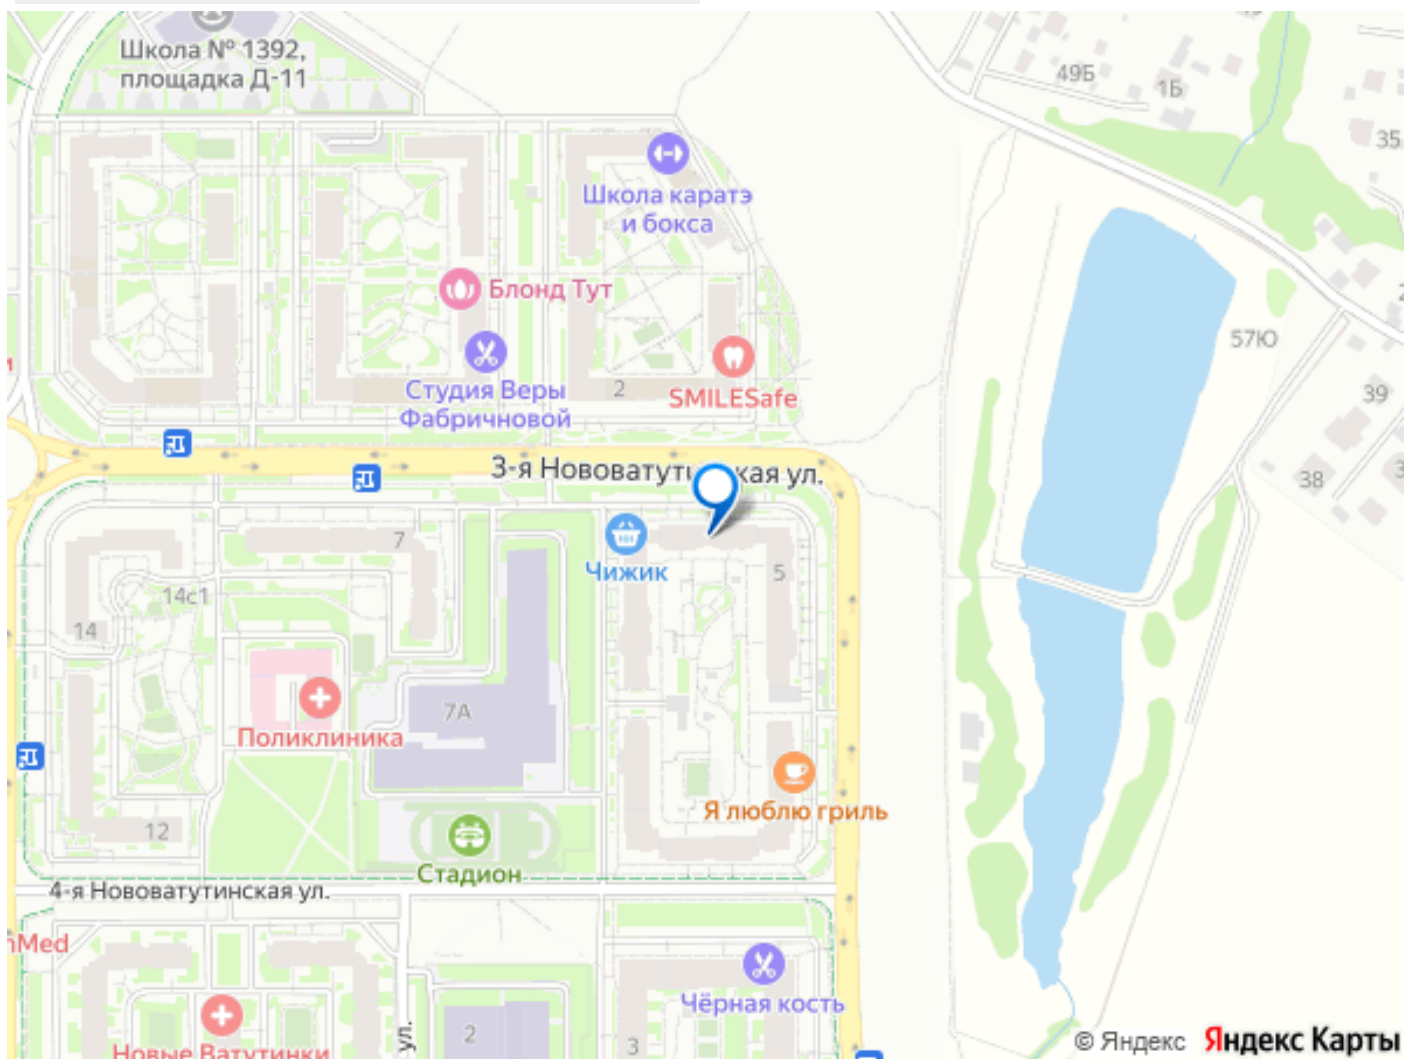 Школа № 1392,
площадка Д-11
49Б
1Б
35
Школа каратэ
и бокса
Блонд Тут
57Ю
Студия Веры
Фабричновой
2
SMILESafe
39
38
3-я Нововатути кая ул.
7
Чижик
5
14с1
14
7А
Поликлиника
12
Я люблю гриль
Стадион
4-я Нововатутинская ул.
Med
Чёрная кость
2
3
ул.
Новые Ватутинки
© Яндекс Яндекс Карты